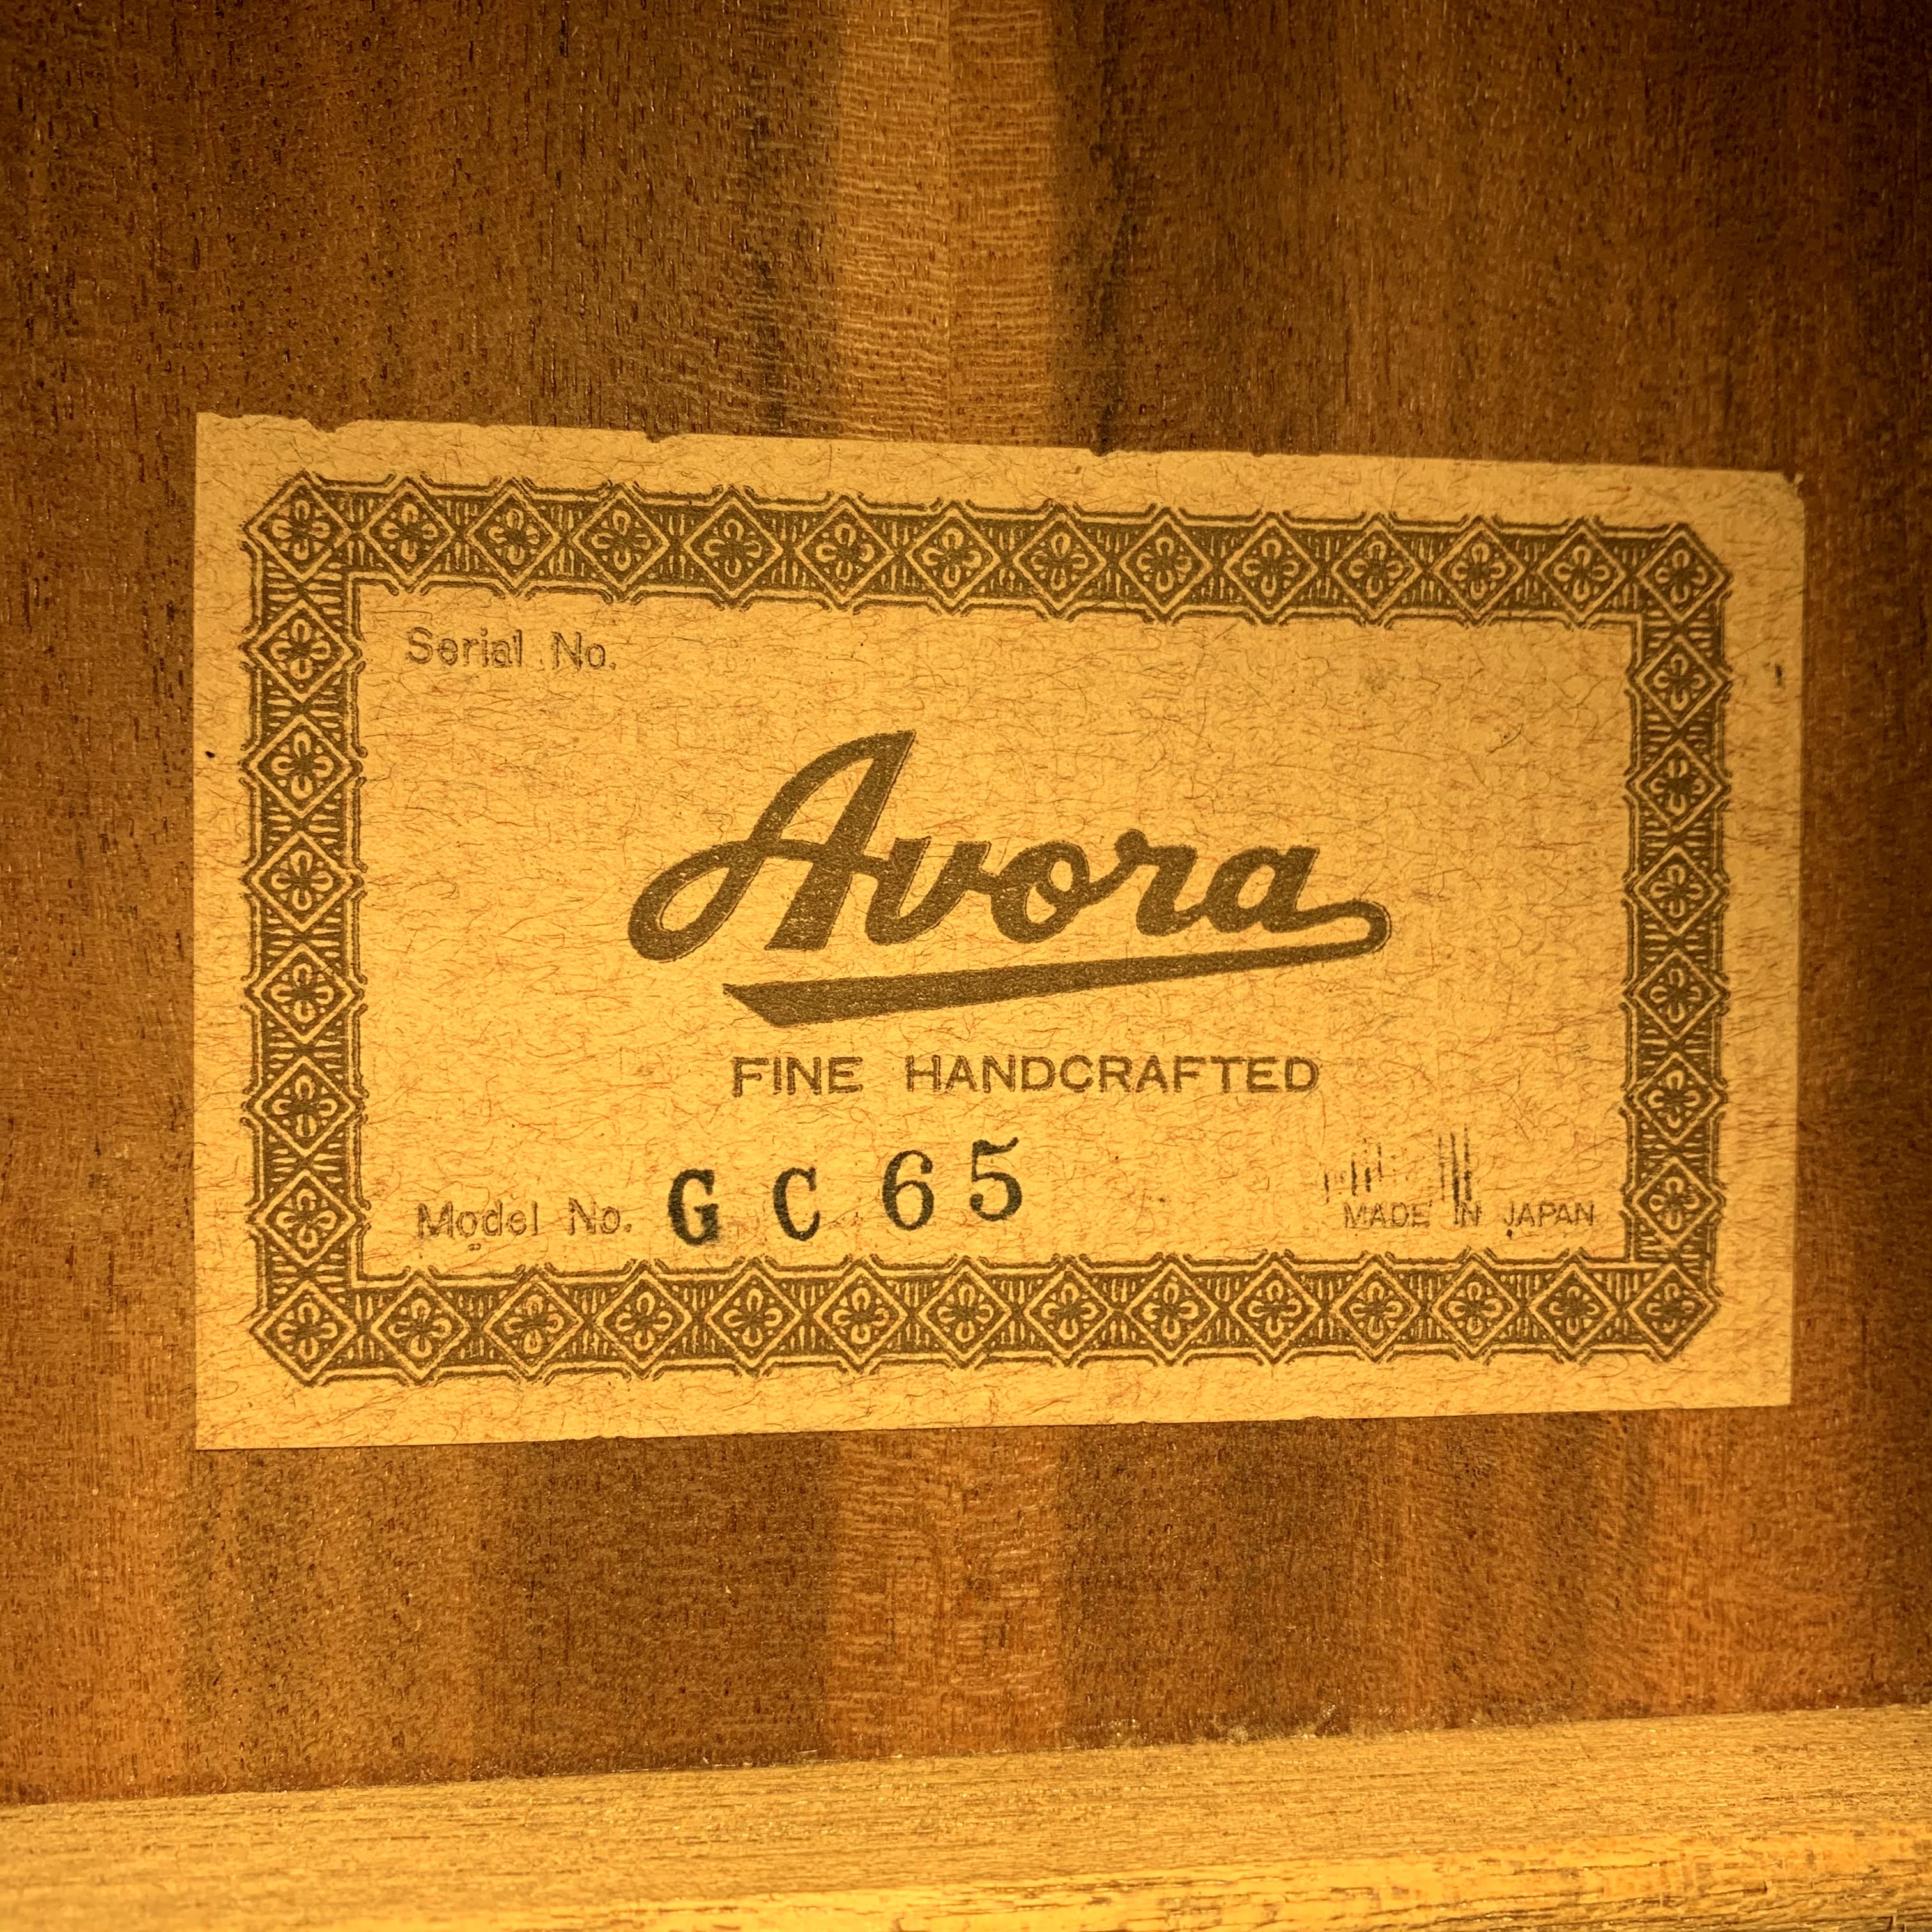 Serial No.
Avora
FINE HANDCRAFTED
Model No. GC65
MADE IN JAPAN